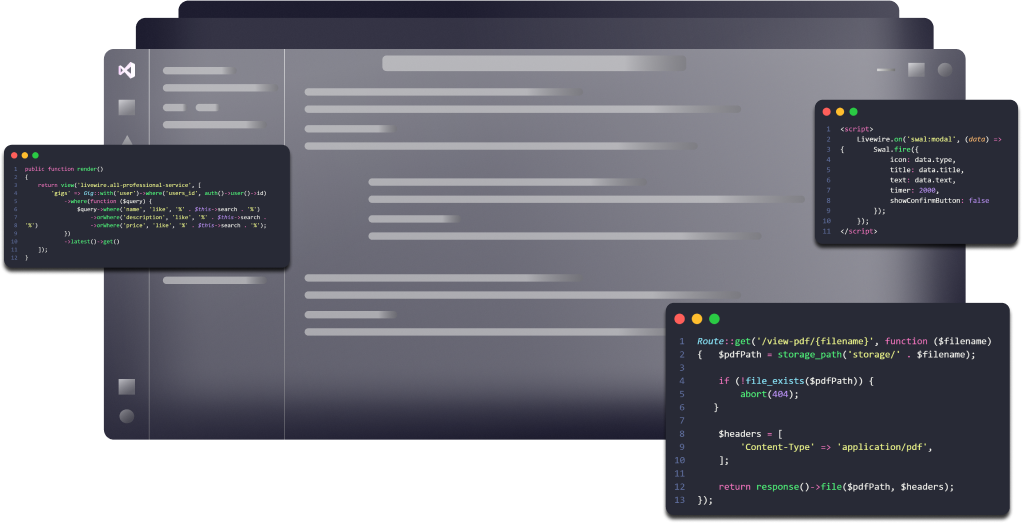 1 public function render()
2 {
3 return view('livewire.all-professional-service', [
4 'gigs' => Gig::with('user')->where('users_id', auth()->user()->id)
5 ->where(function ($query) {
6 $query->where('name', 'like', '%' . $this->search . '%')
7 ->orWhere('description', 'like', '%' . $this->search .
8 '%') ->orWhere('price', 'like', '%' . $this->search . '%');
9 })
10 ->latest()->get()
11 ]);
12 }
1 <script>
2 Livewire.on('swal:modal', (data) =>
3 { Swal.fire({
4 icon: data.type,
5 title: data.title,
6 text: data.text,
7 timer: 2000,
8 showConfirmButton: false
9 });
10 });
11 </script>
1 Route::get('/view-pdf/{filename}', function ($filename)
2 { $pdfPath = storage_path('storage/' . $filename);
3
4 if (!file_exists($pdfPath)) {
5 abort(404);
6 }
7
8 $headers = [
9 'Content-Type' => 'application/pdf',
10 ];
11
12 return response()->file($pdfPath, $headers);
13 });